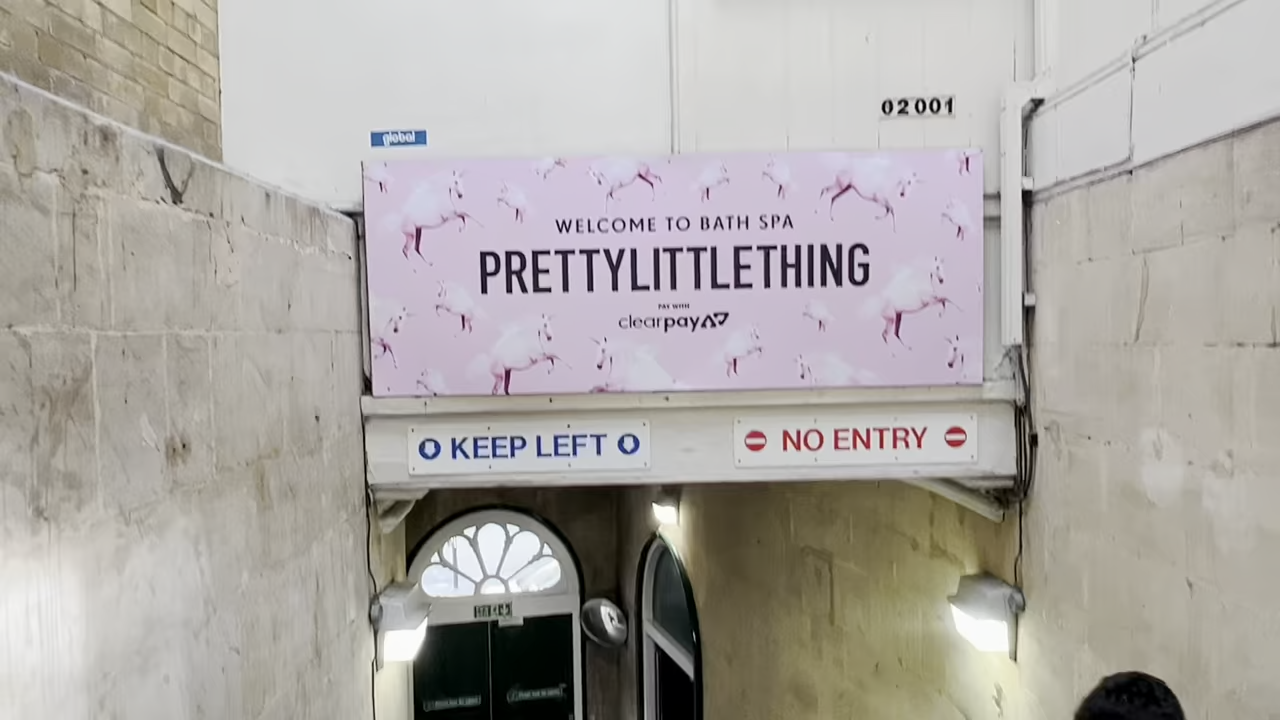 02001
global
WELCOME TO BATH SPA
PRETTYLITTLETHING
PAY WITH
clearpay
KEEP LEFT
NO ENTRY